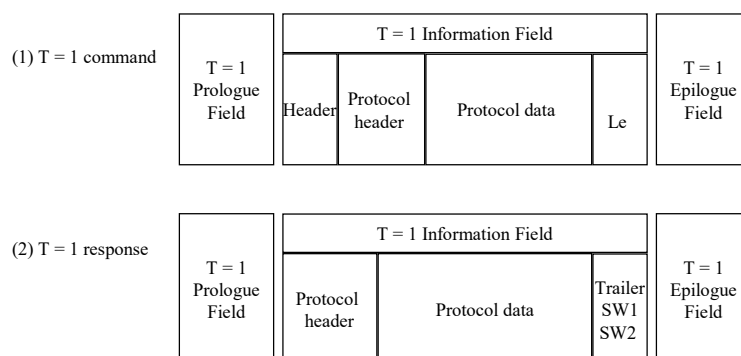 (1) T = 1 command
T = 1
Prologue
Field
T = 1 Information Field
Header
Protocol
header
Protocol data
Le
T = 1
Epilogue
Field
(2) T = 1 response
T = 1
Prologue
Field
T = 1 Information Field
Protocol
header
Protocol data
Trailer
SW1
SW2
T = 1
Epilogue
Field